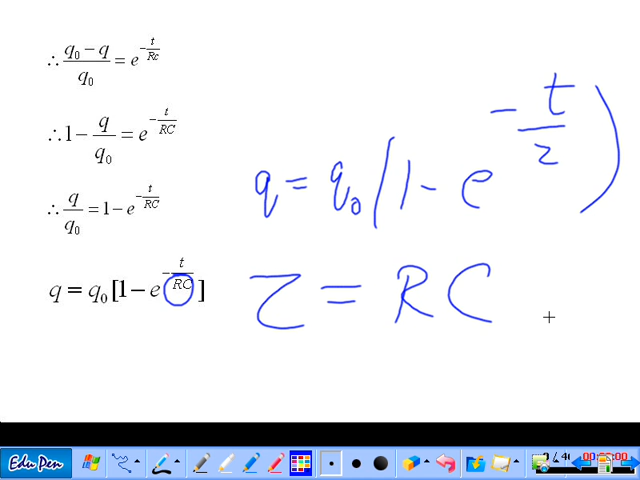 ∴ (q₀ − q)/q₀ = e^(−t/Rc)
∴ 1 − q/q₀ = e^(−t/RC)
∴ q/q₀ = 1 − e^(−t/RC)
q = q₀ [1 − e^(−t/RC)]
q = q₀ (1 − e^(−t/τ))
τ = RC
Edu Pen